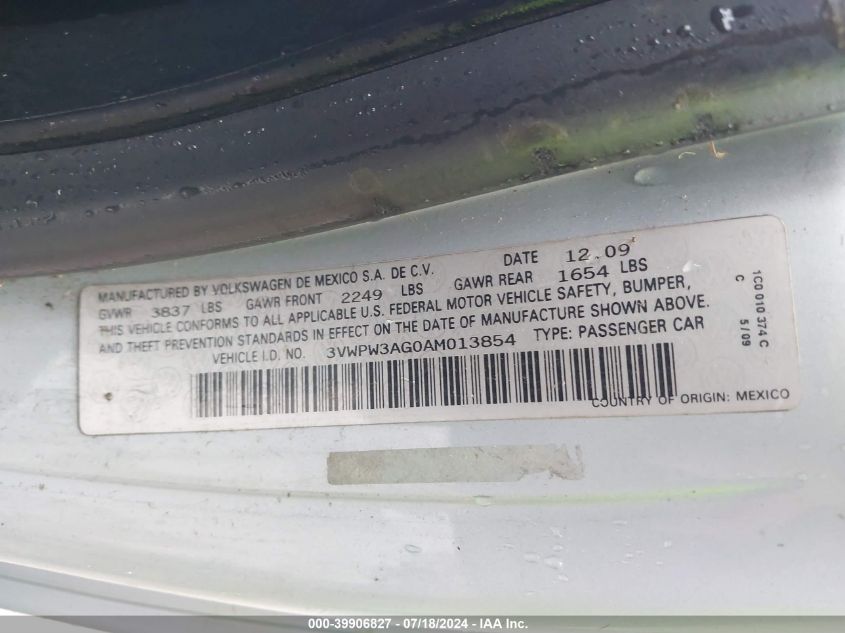 MANUFACTURED BY VOLKSWAGEN DE MEXICO S.A. DE C.V. DATE 12.09
GVWR 3837 LBS GAWR FRONT 2249 LBS GAWR REAR 1654 LBS
THIS VEHICLE CONFORMS TO ALL APPLICABLE U.S. FEDERAL MOTOR VEHICLE SAFETY, BUMPER,
AND THEFT PREVENTION STANDARDS IN EFFECT ON THE DATE OF MANUFACTURE SHOWN ABOVE.
VEHICLE I.D. NO. 3VWPW3AG0AM013854 TYPE: PASSENGER CAR
COUNTRY OF ORIGIN: MEXICO
1C0 010 374 C
C 5/09
000-39906827 - 07/18/2024 - IAA Inc.